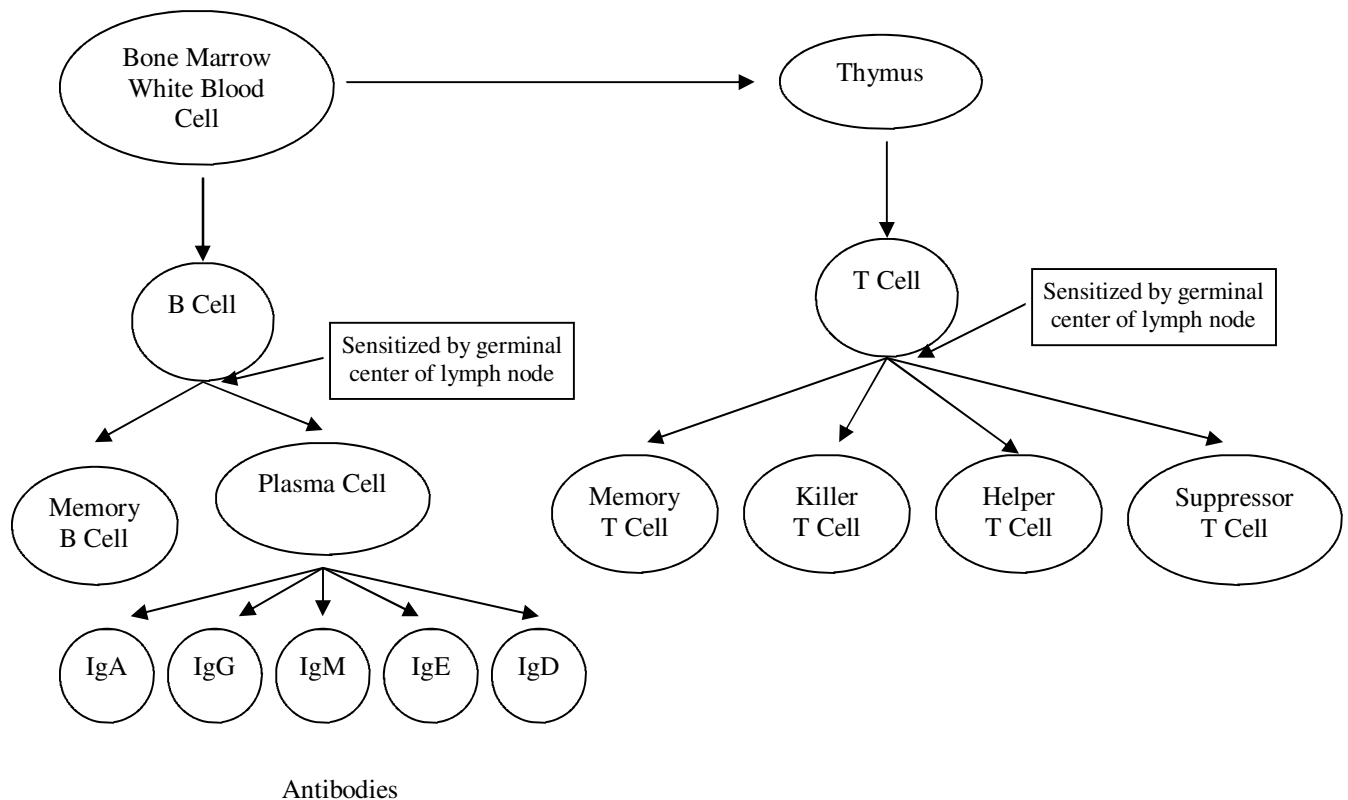 Bone Marrow
White Blood
Cell
Thymus
B Cell
T Cell
Sensitized by germinal
center of lymph node
Sensitized by germinal
center of lymph node
Memory
B Cell
Plasma Cell
Memory
T Cell
Killer
T Cell
Helper
T Cell
Suppressor
T Cell
IgA
IgG
IgM
IgE
IgD
Antibodies